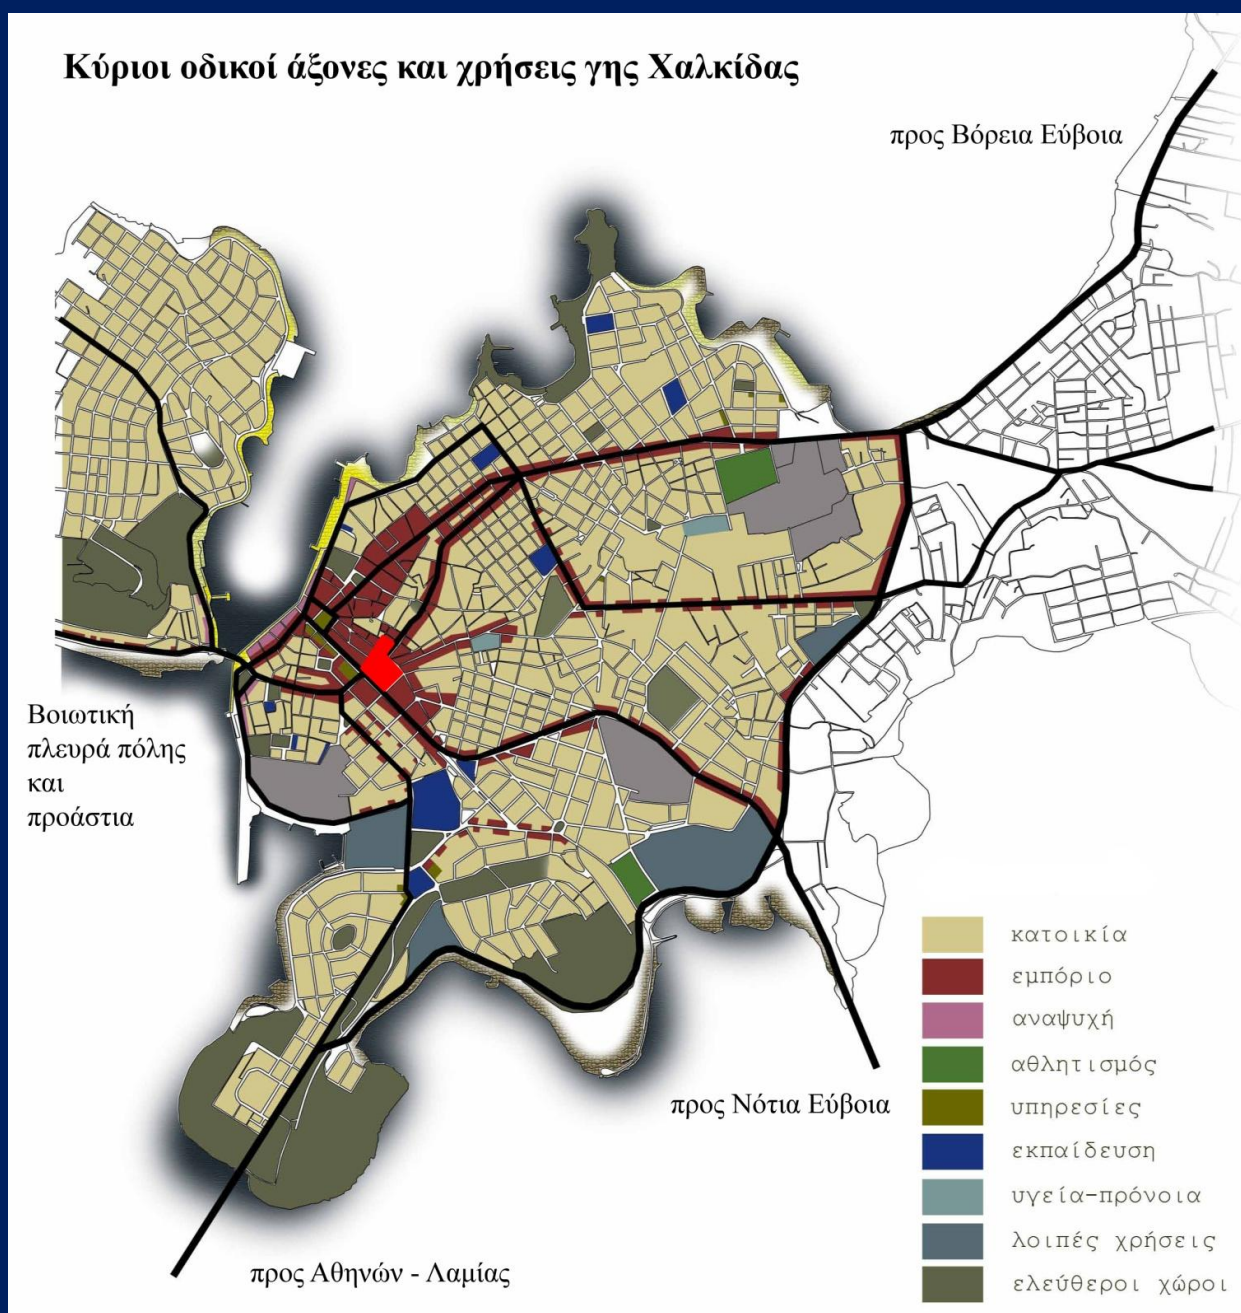 Κύριοι οδικοί άξονες και χρήσεις γης Χαλκίδας
προς Βόρεια Εύβοια
Βοιωτική
πλευρά πόλης
και
προάστια
προς Νότια Εύβοια
προς Αθηνών - Λαμίας
κατοικία
εμπόριο
αναψυχή
αθλητισμός
υπηρεσίες
εκπαίδευση
υγεία-πρόνοια
λοιπές χρήσεις
ελεύθεροι χώροι